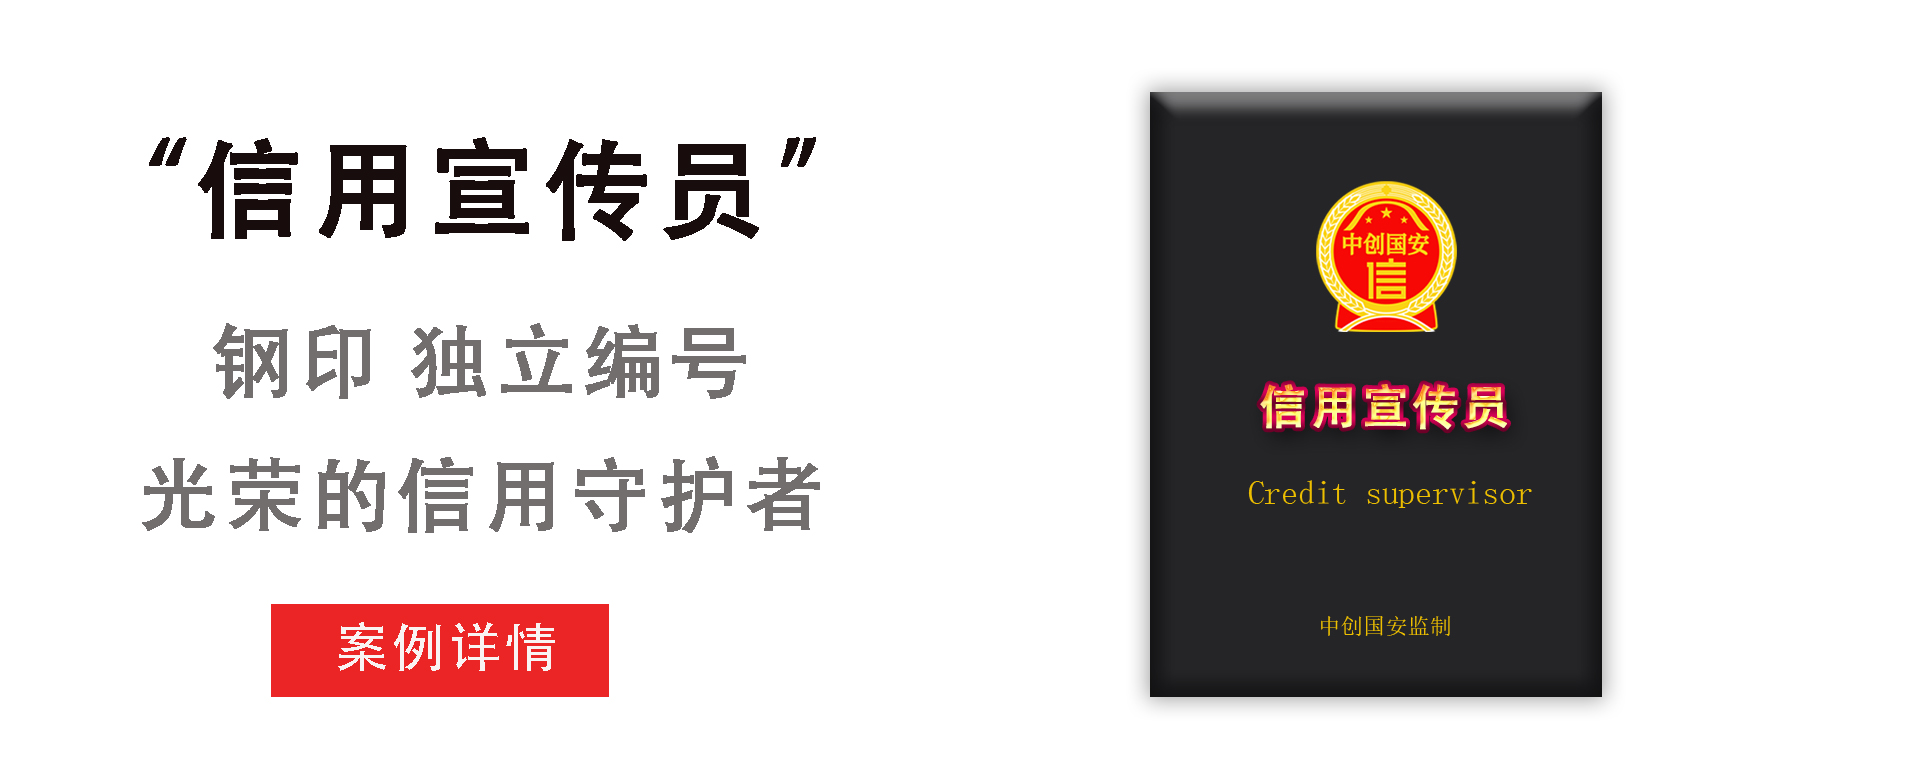 “信用宣传员”
钢印 独立编号
光荣的信用守护者
案例详情
中创国安
信
信用宣传员
Credit supervisor
中创国安监制